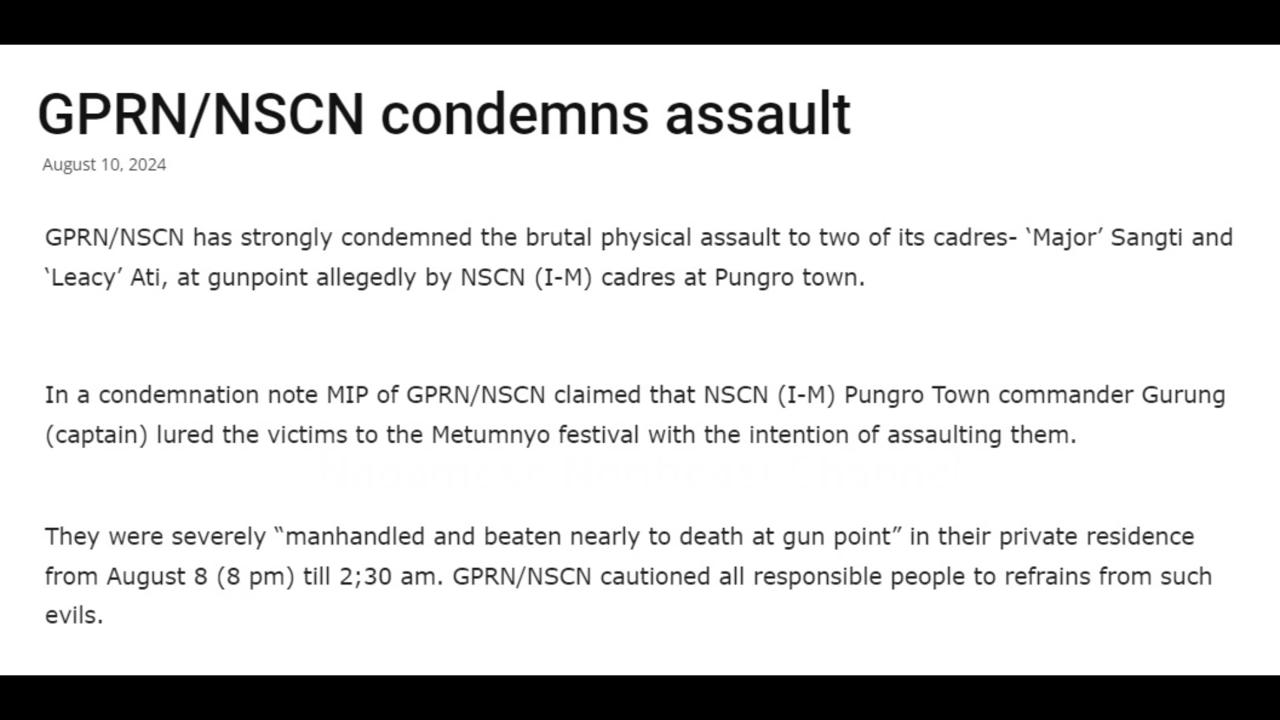 GPRN/NSCN condemns assault
August 10, 2024
GPRN/NSCN has strongly condemned the brutal physical assault to two of its cadres- ‘Major’ Sangti and
‘Leacy’ Ati, at gunpoint allegedly by NSCN (I-M) cadres at Pungro town.
In a condemnation note MIP of GPRN/NSCN claimed that NSCN (I-M) Pungro Town commander Gurung
(captain) lured the victims to the Metumnyo festival with the intention of assaulting them.
They were severely “manhandled and beaten nearly to death at gun point” in their private residence
from August 8 (8 pm) till 2;30 am. GPRN/NSCN cautioned all responsible people to refrains from such
evils.